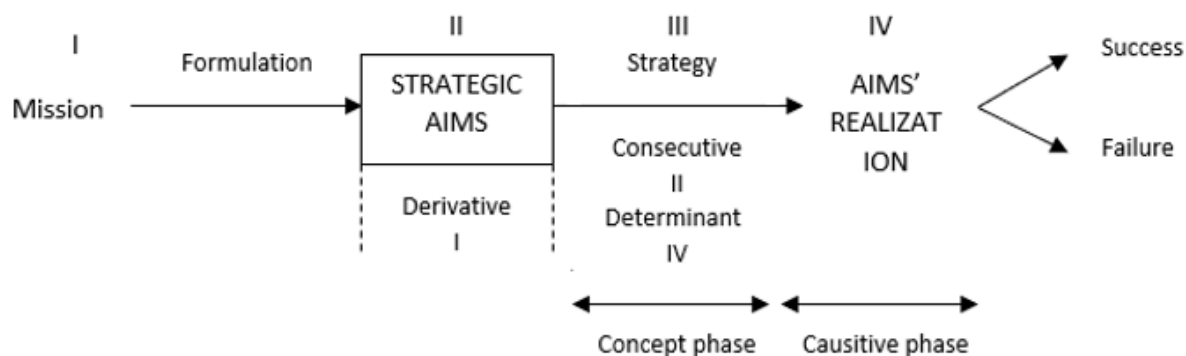 I
Mission
Formulation
II
STRATEGIC
AIMS
Derivative
I
III
Strategy
Consecutive
II
Determinant
IV
IV
AIMS’
REALIZAT
ION
Success
Failure
Concept phase
Causitive phase